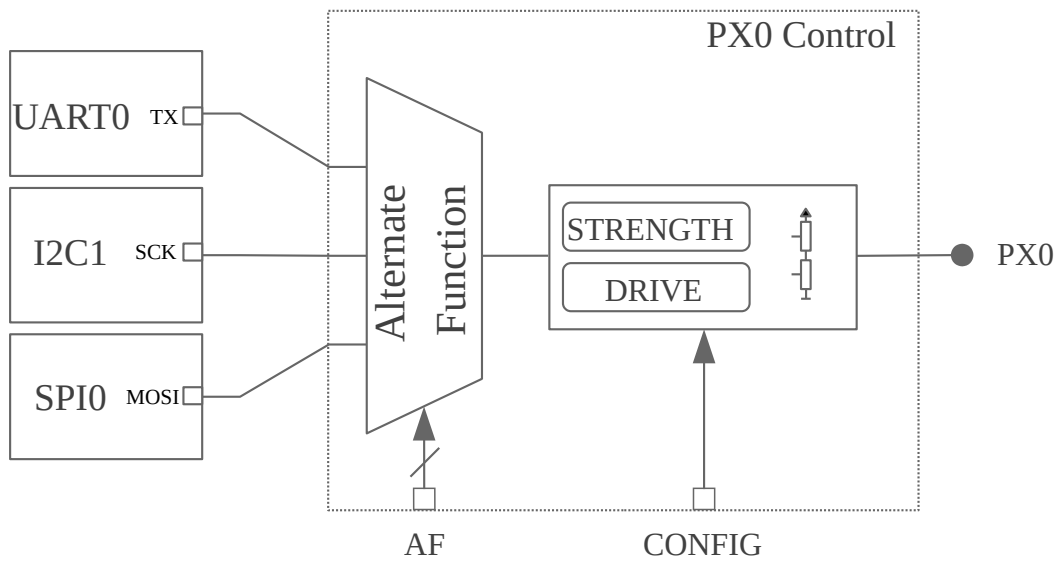 PX0 Control
UART0 TX
I2C1 SCK
SPI0 MOSI
Alternate
Function
STRENGTH
DRIVE
PX0
AF
CONFIG